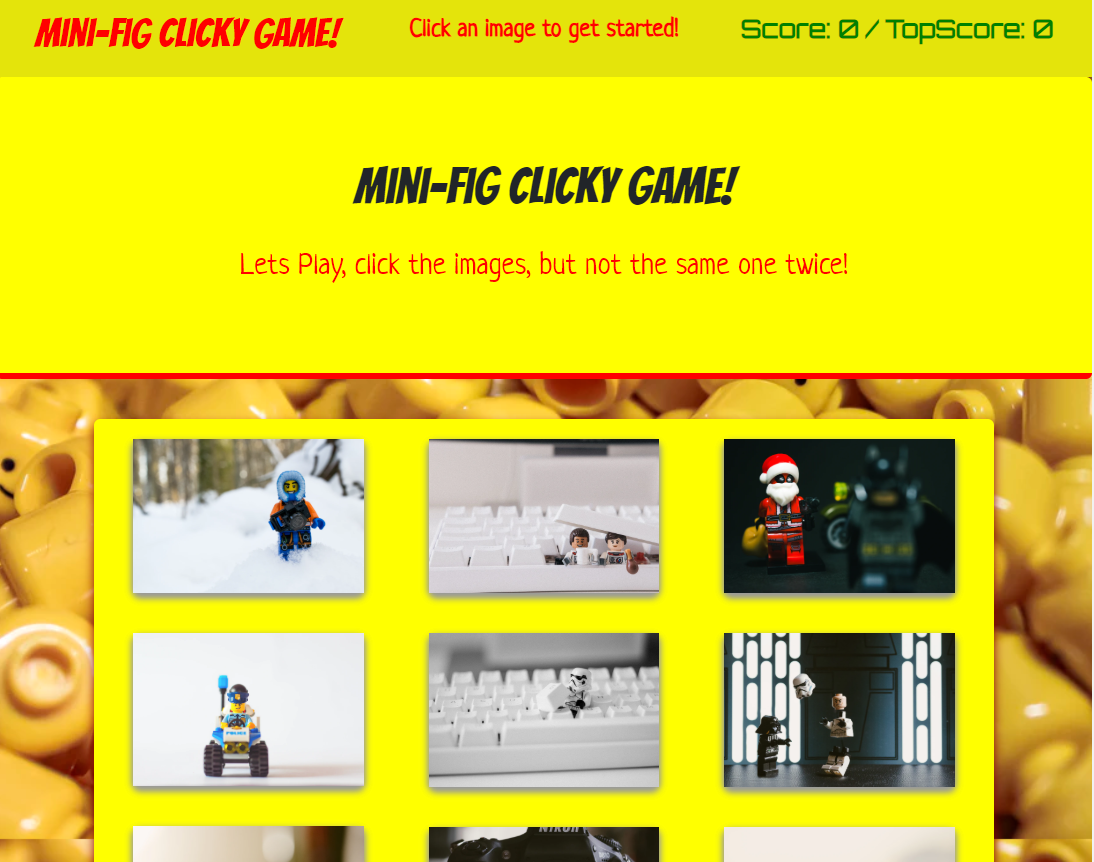 MINI-FIG CLICKY GAME!
Click an image to get started!
Score: 0 / TopScore: 0
MINI-FIG CLICKY GAME!
Lets Play, click the images, but not the same one twice!
POLICE
NIKON